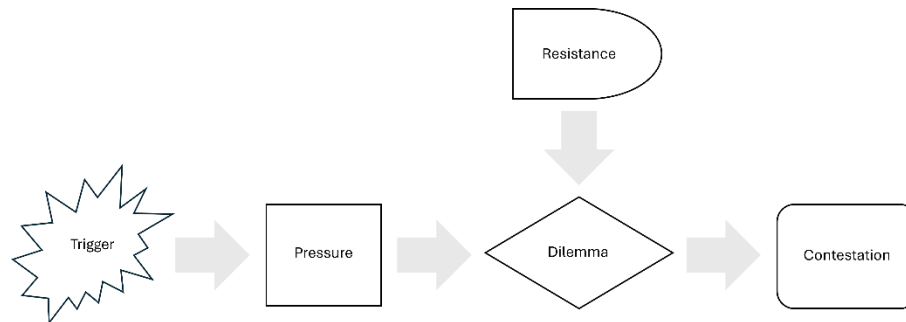 Resistance
Trigger
Pressure
Dilemma
Contestation